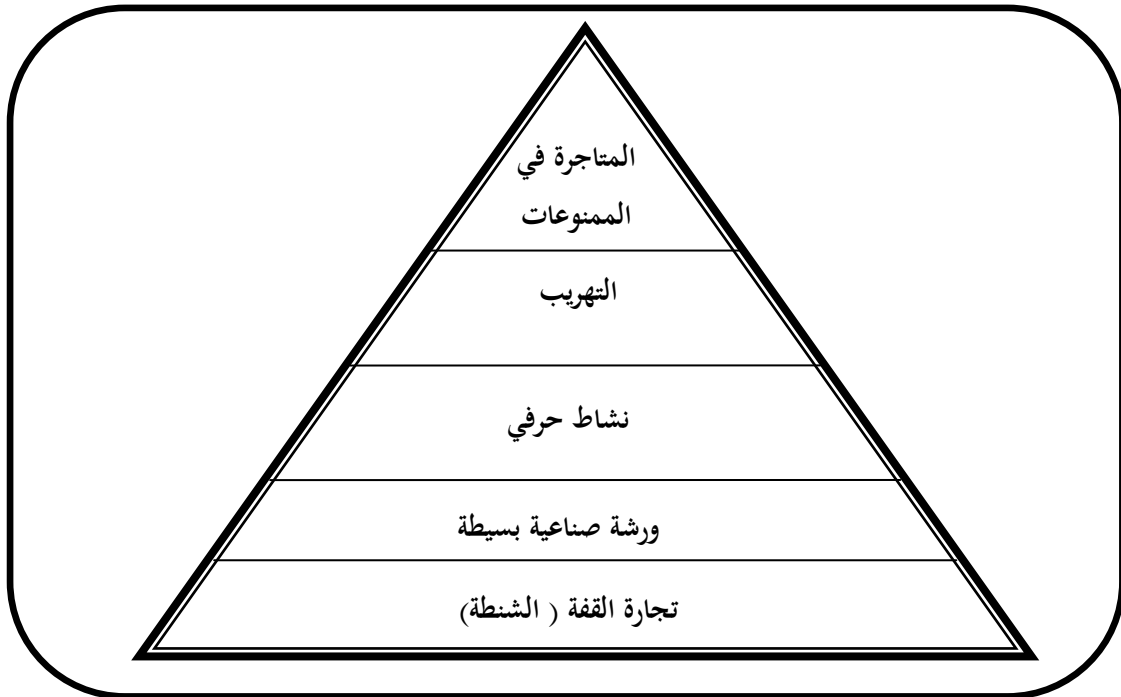 المتاجرة في
الممنوعات
التهريب
نشاط حرفي
ورشة صناعية بسيطة
تجارة القفة ( الشنطة)